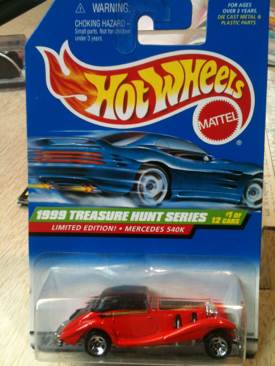 ⚠ WARNING:
CHOKING HAZARD-
Small parts. Not for children
under 3 years.
FOR AGES
OVER 3 YEARS.
DIE CAST METAL &
PLASTIC PARTS
Hot Wheels
MATTEL
1999 TREASURE HUNT SERIES
LIMITED EDITION! • MERCEDES 540K
#1 OF
12 CARS